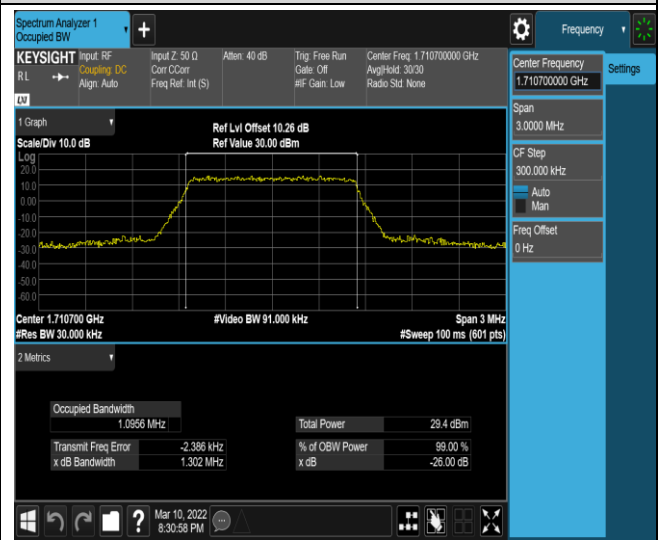 Spectrum Analyzer 1
Occupied BW
+
Frequency
KEYSIGHT Input: RF Input Z: 50 Ω Atten: 40 dB Trig: Free Run Center Freq: 1.710700000 GHz
RL Coupling: DC Corr CCorr Gate: Off Avg|Hold: 30/30
Align: Auto Freq Ref: Int (S) #IF Gain: Low Radio Std: None
LXI
Center Frequency
1.710700000 GHz
Settings
Span
3.0000 MHz
CF Step
300.000 kHz
Auto
Man
Freq Offset
0 Hz
1 Graph
Ref Lvl Offset 10.26 dB
Scale/Div 10.0 dB Ref Value 30.00 dBm
Log
20.0
10.0
0.00
-10.0
-20.0
-30.0
-40.0
-50.0
-60.0
Center 1.710700 GHz #Video BW 91.000 kHz Span 3 MHz
#Res BW 30.000 kHz #Sweep 100 ms (601 pts)
2 Metrics
Occupied Bandwidth
1.0956 MHz Total Power 29.4 dBm
Transmit Freq Error -2.386 kHz % of OBW Power 99.00 %
x dB Bandwidth 1.302 MHz x dB -26.00 dB
? Mar 10, 2022
8:30:58 PM